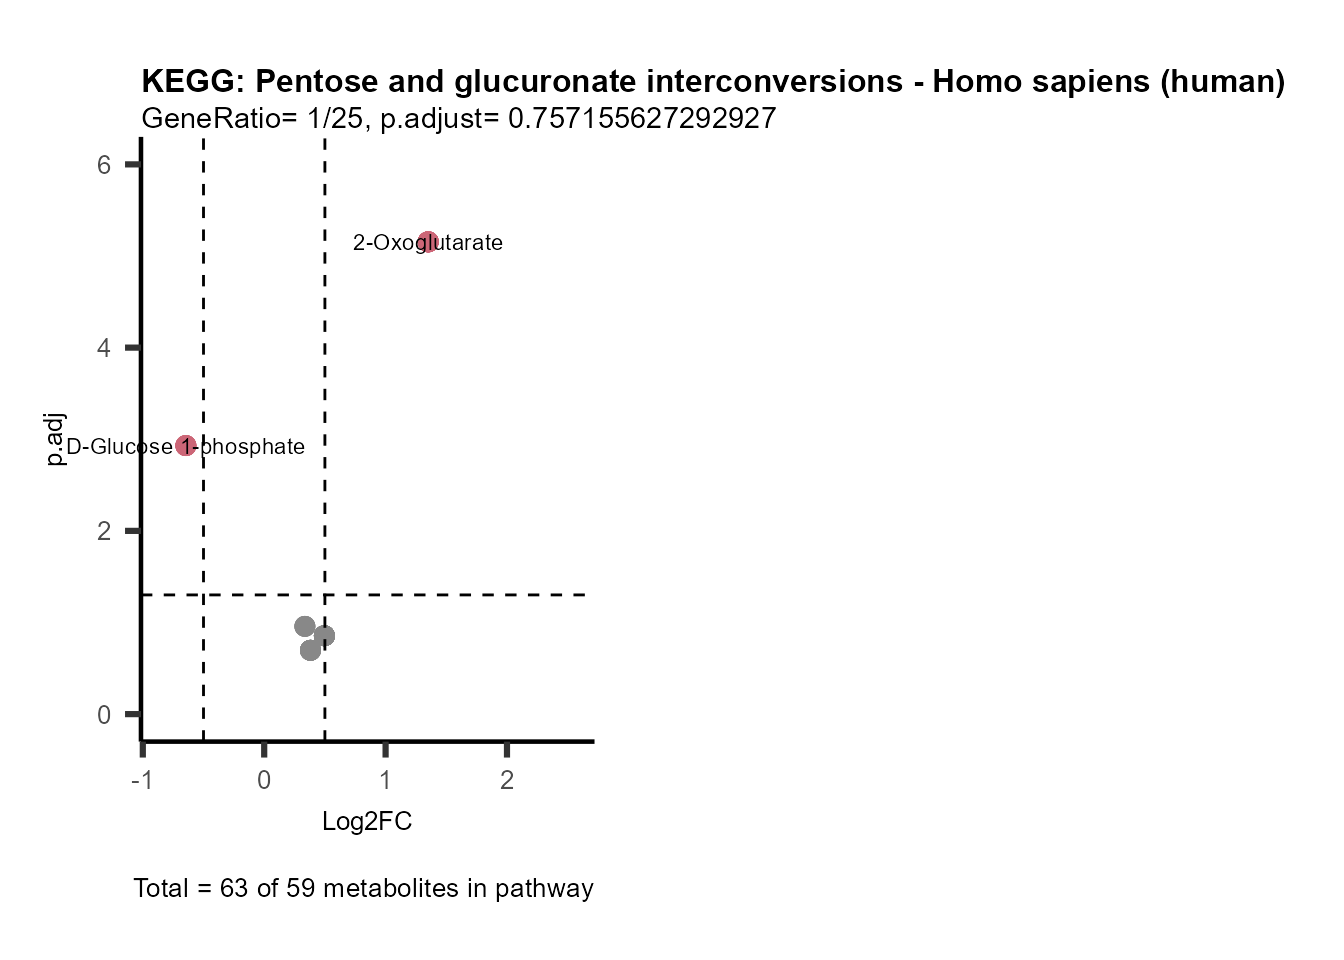 KEGG: Pentose and glucuronate interconversions - Homo sapiens (human)
GeneRatio= 1/25, p.adjust= 0.757155627292927
6
2-Oxoglutarate
4
p.adj
D-Glucose 1-phosphate
2
0
-1 0 1 2
Log2FC
Total = 63 of 59 metabolites in pathway